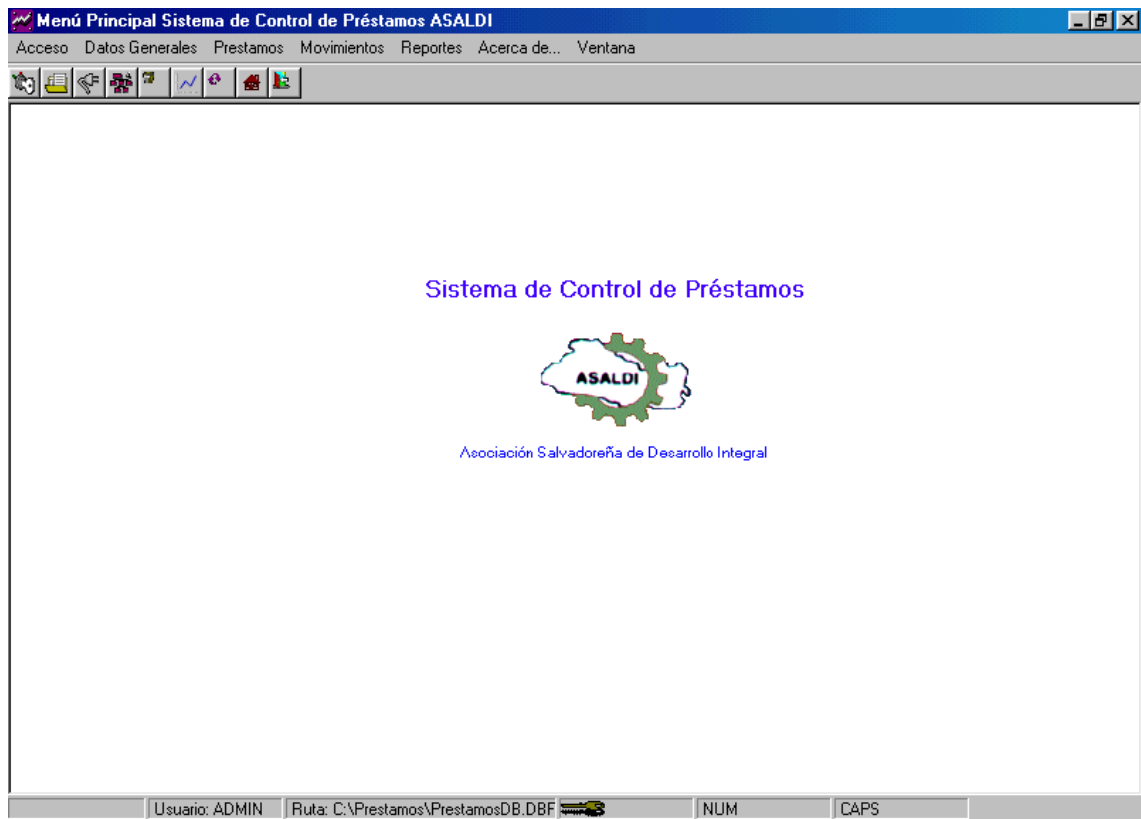 Menú Principal Sistema de Control de Préstamos ASALDI
Acceso Datos Generales Prestamos Movimientos Reportes Acerca de... Ventana
Sistema de Control de Préstamos
ASALDI
Asociación Salvadoreña de Desarrollo Integral
Usuario: ADMIN Ruta: C:\Prestamos\PrestamosDB.DBF NUM CAPS